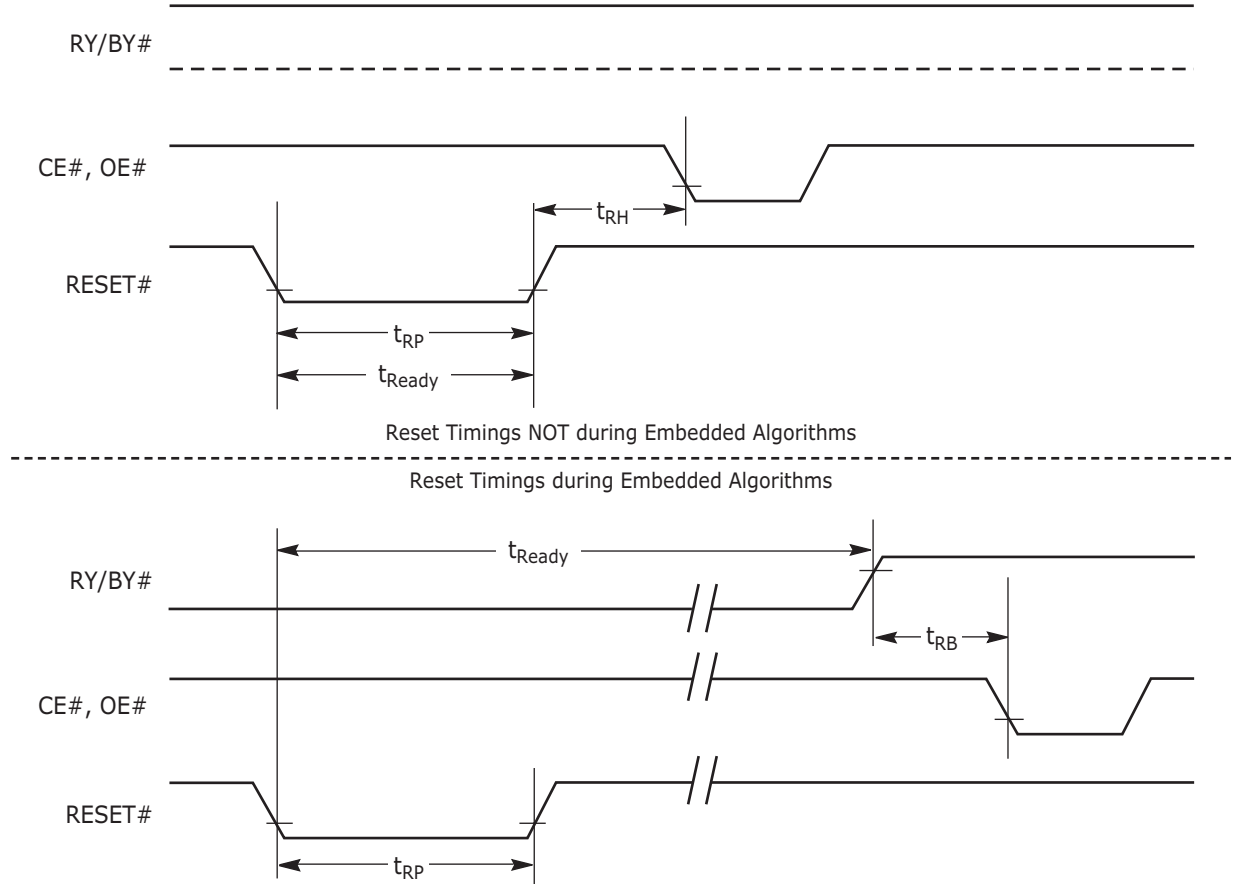 RY/BY#
CE#, OE#
tRH
RESET#
tRP
tReady
Reset Timings NOT during Embedded Algorithms
Reset Timings during Embedded Algorithms
tReady
RY/BY#
tRB
CE#, OE#
RESET#
tRP